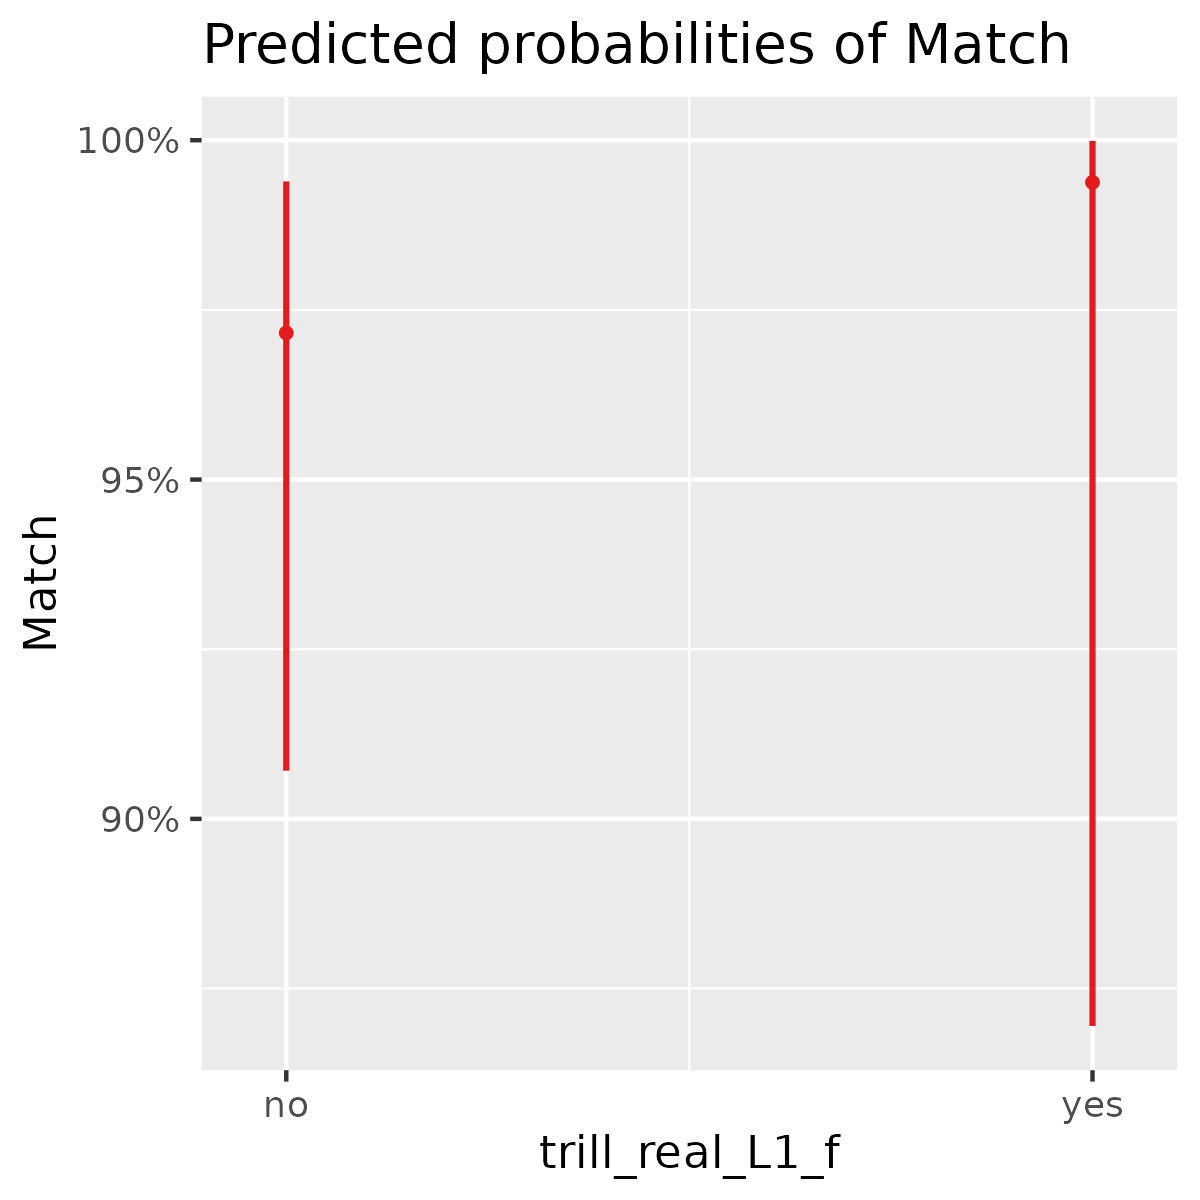 Predicted probabilities of Match
100%
95%
90%
Match
no
yes
trill_real_L1_f